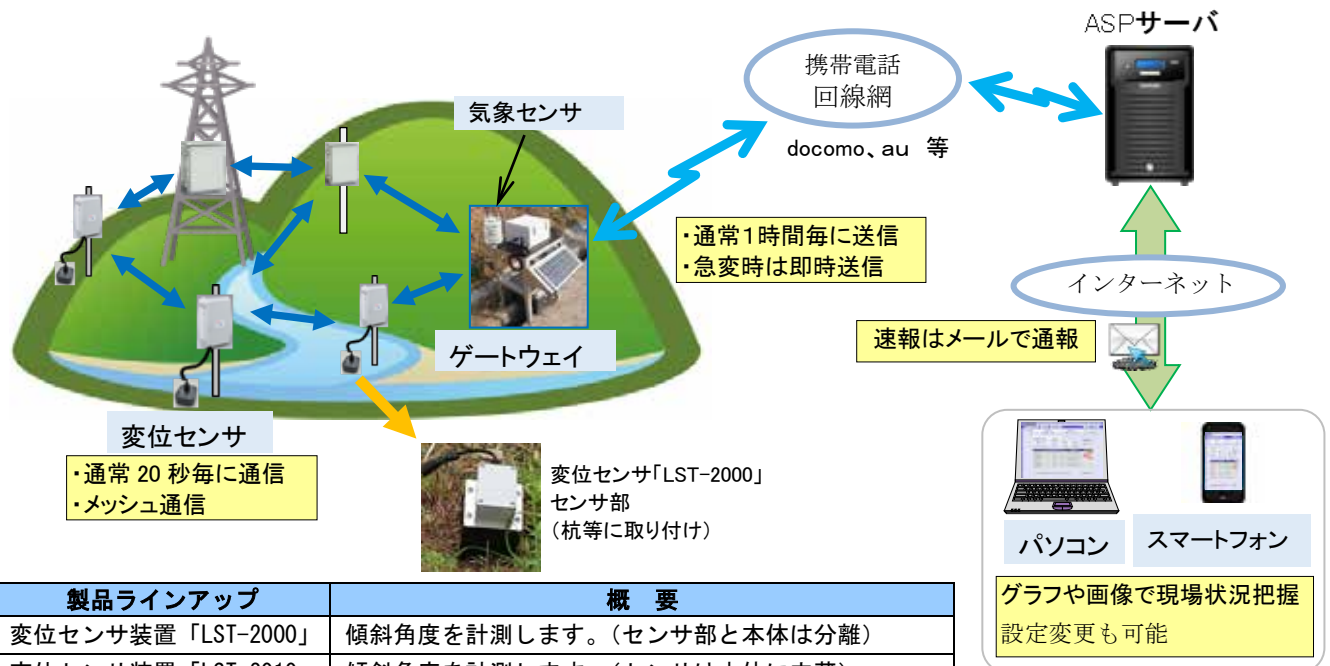 ASPサーバ
携帯電話
回線網
docomo、au 等
気象センサ
・通常1時間毎に送信
・急変時は即時送信
インターネット
速報はメールで通報
ゲートウェイ
変位センサ
・通常 20 秒毎に通信
・メッシュ通信
変位センサ「LST-2000」
センサ部
(杭等に取り付け)
パソコン
スマートフォン
グラフや画像で現場状況把握
設定変更も可能
製品ラインアップ 概 要
変位センサ装置「LST-2000」 傾斜角度を計測します。(センサ部と本体は分離)